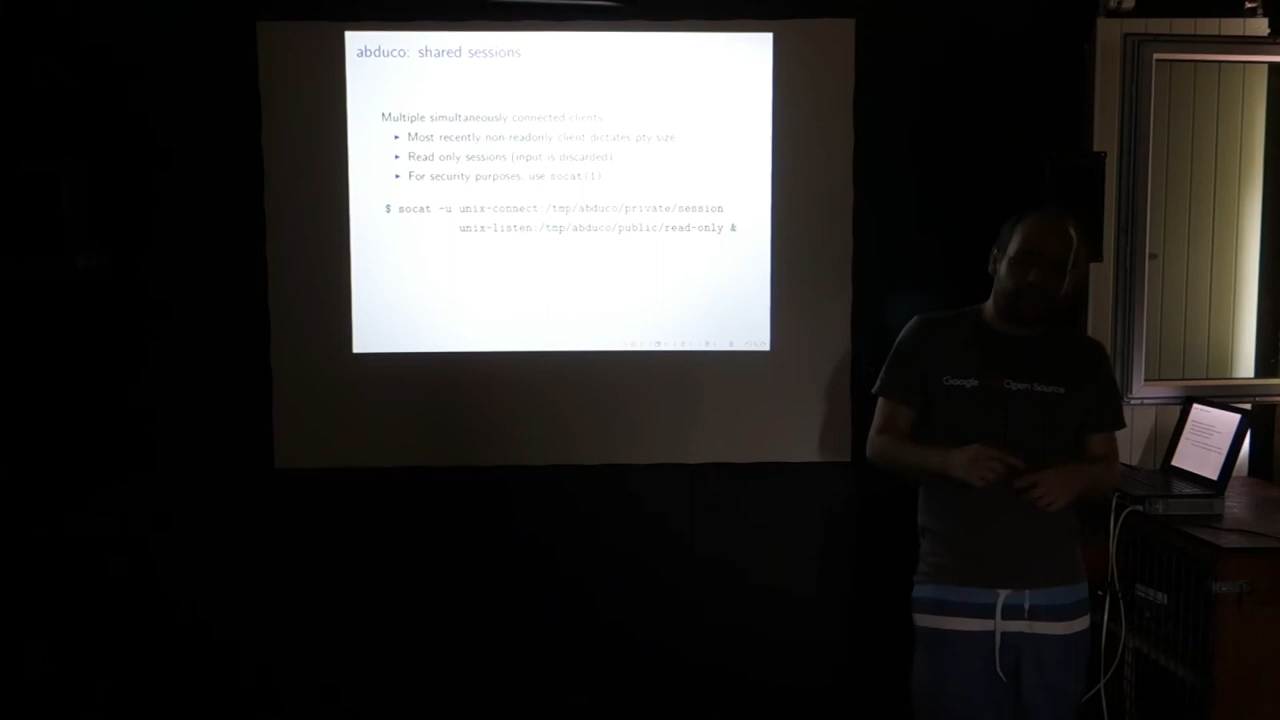 abduco: shared sessions
Multiple simultaneously connected clients
Most recently non-readonly client dictates pty size
Read only sessions (input is discarded)
For security purposes, use socat(1)
$ socat -u unix-connect:/tmp/abduco/private/session
unix-listen:/tmp/abduco/public/read-only &
Google Open Source